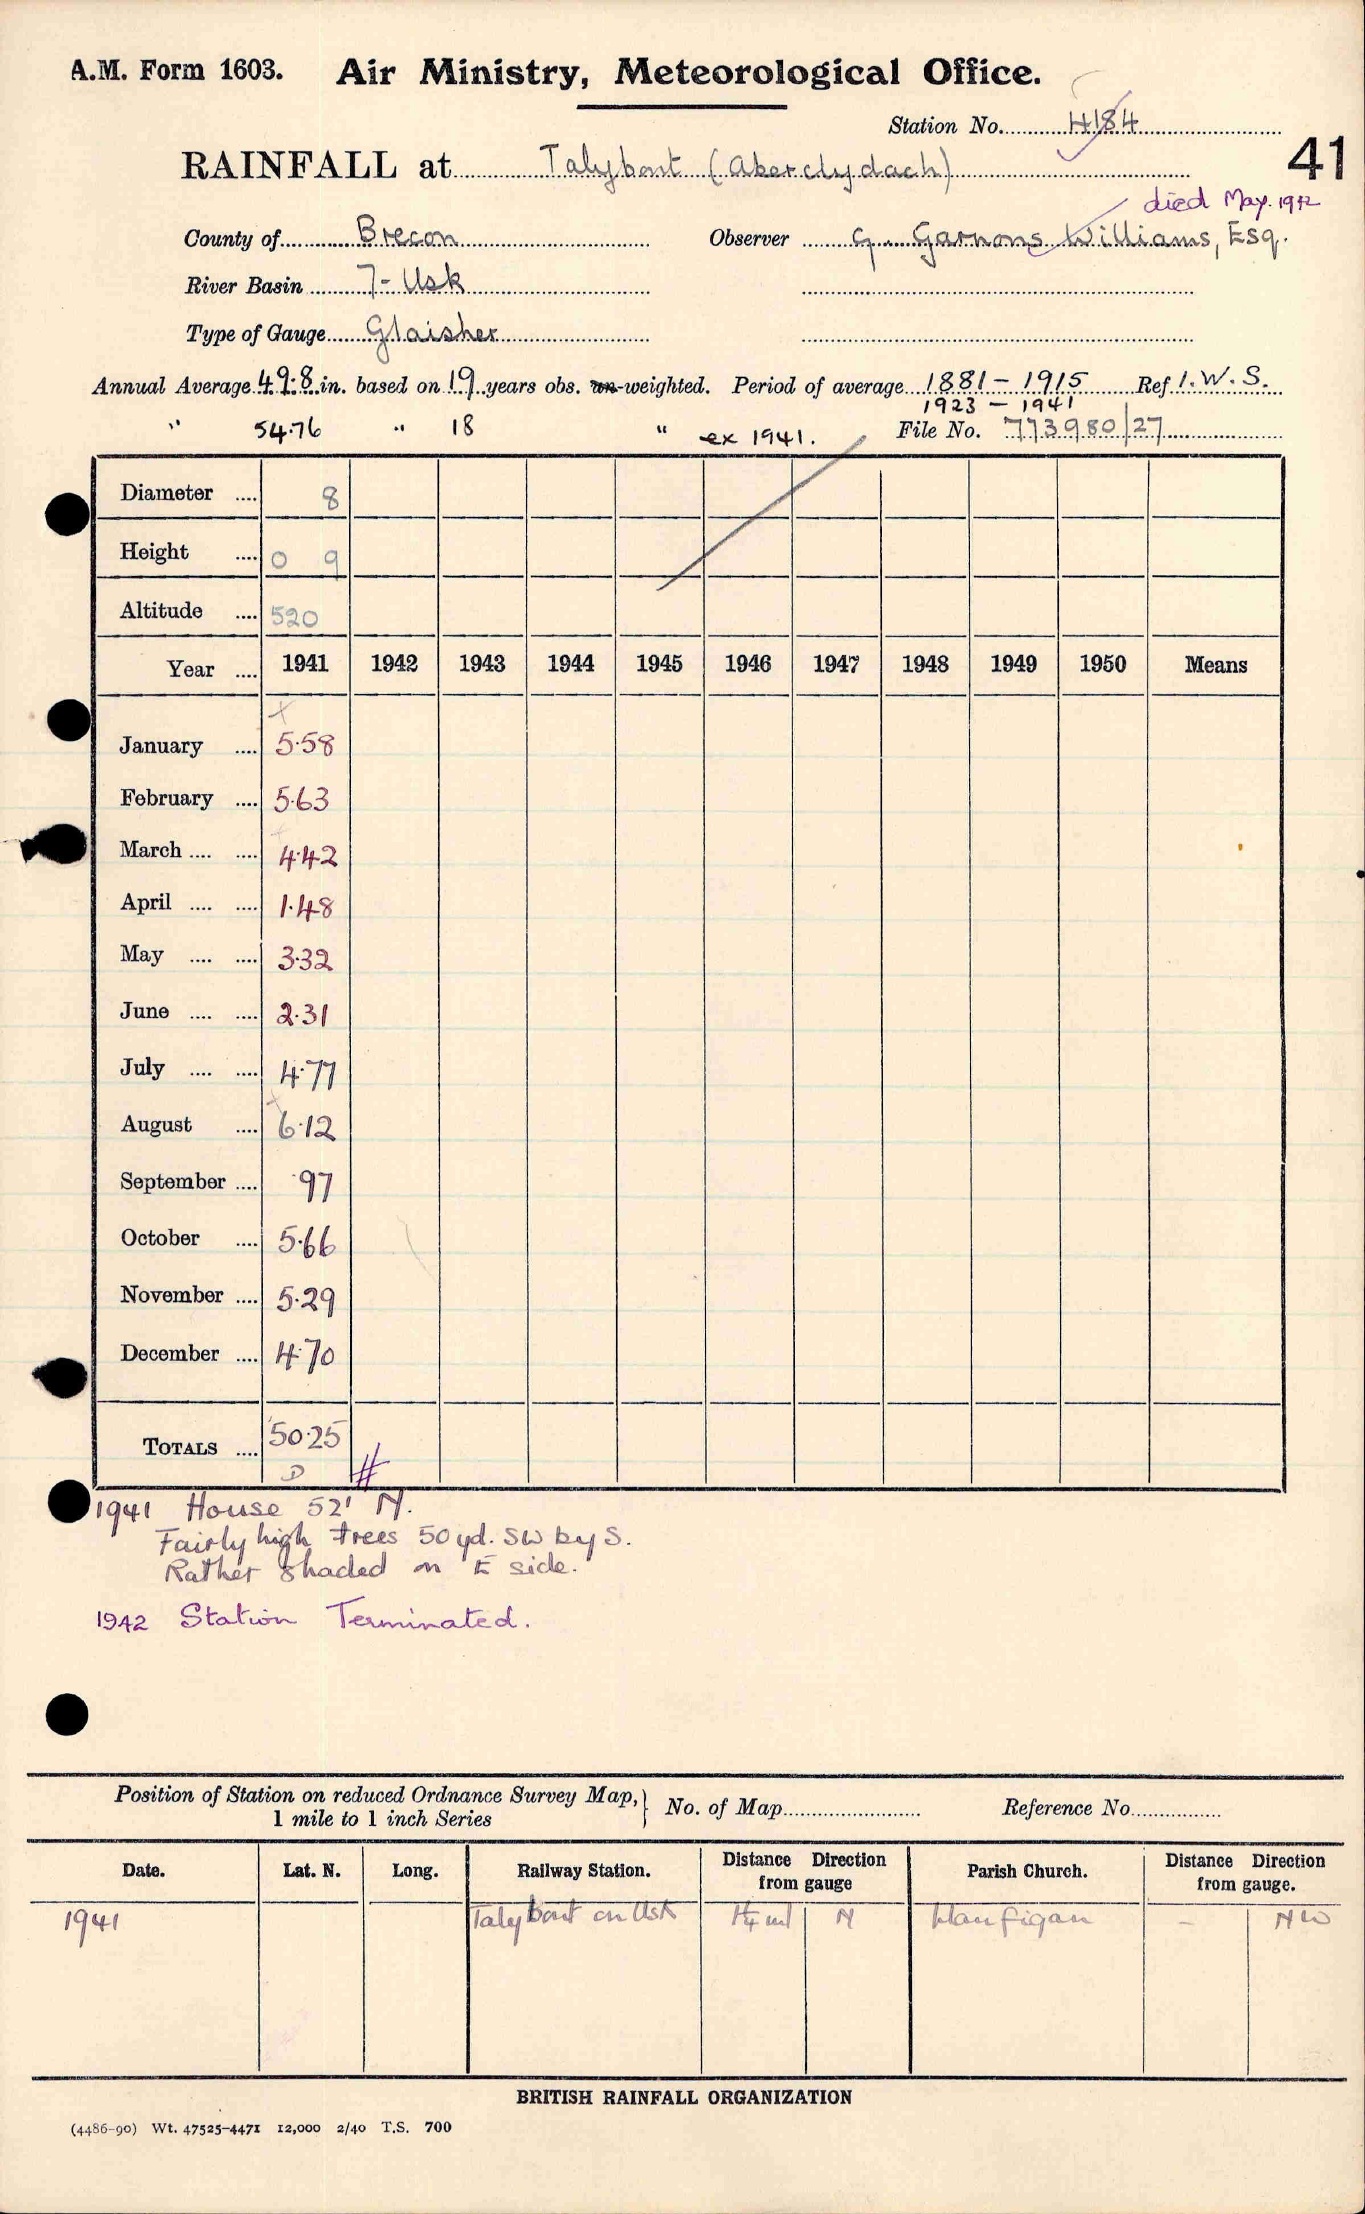 A.M. Form 1603. Air Ministry, Meteorological Office.
Station No. 4184
41
RAINFALL at Talybont (Aberclydach)
died May. 1942
County of Brecon Observer G. Garnons Williams, Esq.
River Basin 7 - Usk
Type of Gauge Glaisher
Annual Average 49.8 in. based on 19 years obs. un-weighted. Period of average 1881 - 1915 Ref I. W. S.
1923 - 1941
" 54.76 " 18 " ex 1941. File No. 773980/27
Diameter .... 8
Height .... 0 9
Altitude .... 520
Year .... 1941 1942 1943 1944 1945 1946 1947 1948 1949 1950 Means
January .... 5.58
February .... 5.63
March .... .... 4.42
April .... .... 1.48
May .... .... 3.32
June .... .... 2.31
July .... .... 4.77
August .... 6.12
September .... .97
October .... 5.66
November .... 5.29
December .... 4.70
TOTALS .... 50.25
D #
1941 House 52' N.
Fairly high trees 50 yd. SW by S.
Rather shaded on E side.
1942 Station Terminated.
Position of Station on reduced Ordnance Survey Map, } No. of Map Reference No.
1 mile to 1 inch Series
Date. Lat. N. Long. Railway Station. Distance Direction from gauge Parish Church. Distance Direction from gauge.
1941 Talybont on Usk 1¼ ml N Llanfigan - NW
BRITISH RAINFALL ORGANIZATION
(4486-90) Wt. 47525-4471 12,000 2/40 T.S. 700